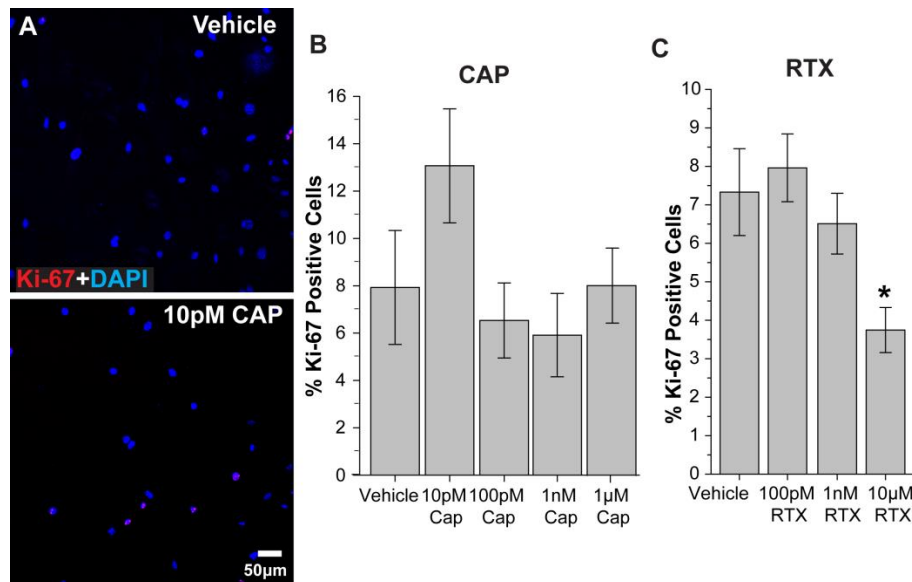 A
Vehicle
Ki-67+DAPI
10pM CAP
50µm
B
CAP
% Ki-67 Positive Cells
16
14
12
10
8
6
4
2
0
Vehicle 10pM 100pM 1nM 1µM
Cap Cap Cap Cap
C
RTX
% Ki-67 Positive Cells
10
9
8
7
6
5
4
3
2
1
0
*
Vehicle 100pM 1nM 10µM
RTX RTX RTX